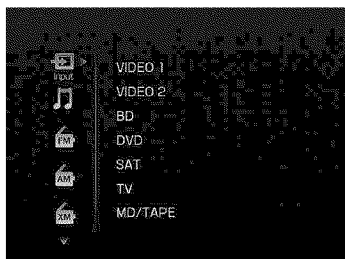 Input
VIDEO 1
VIDEO 2
BD
FM
DVD
SAT
AM
TV
XM
MD/TAPE